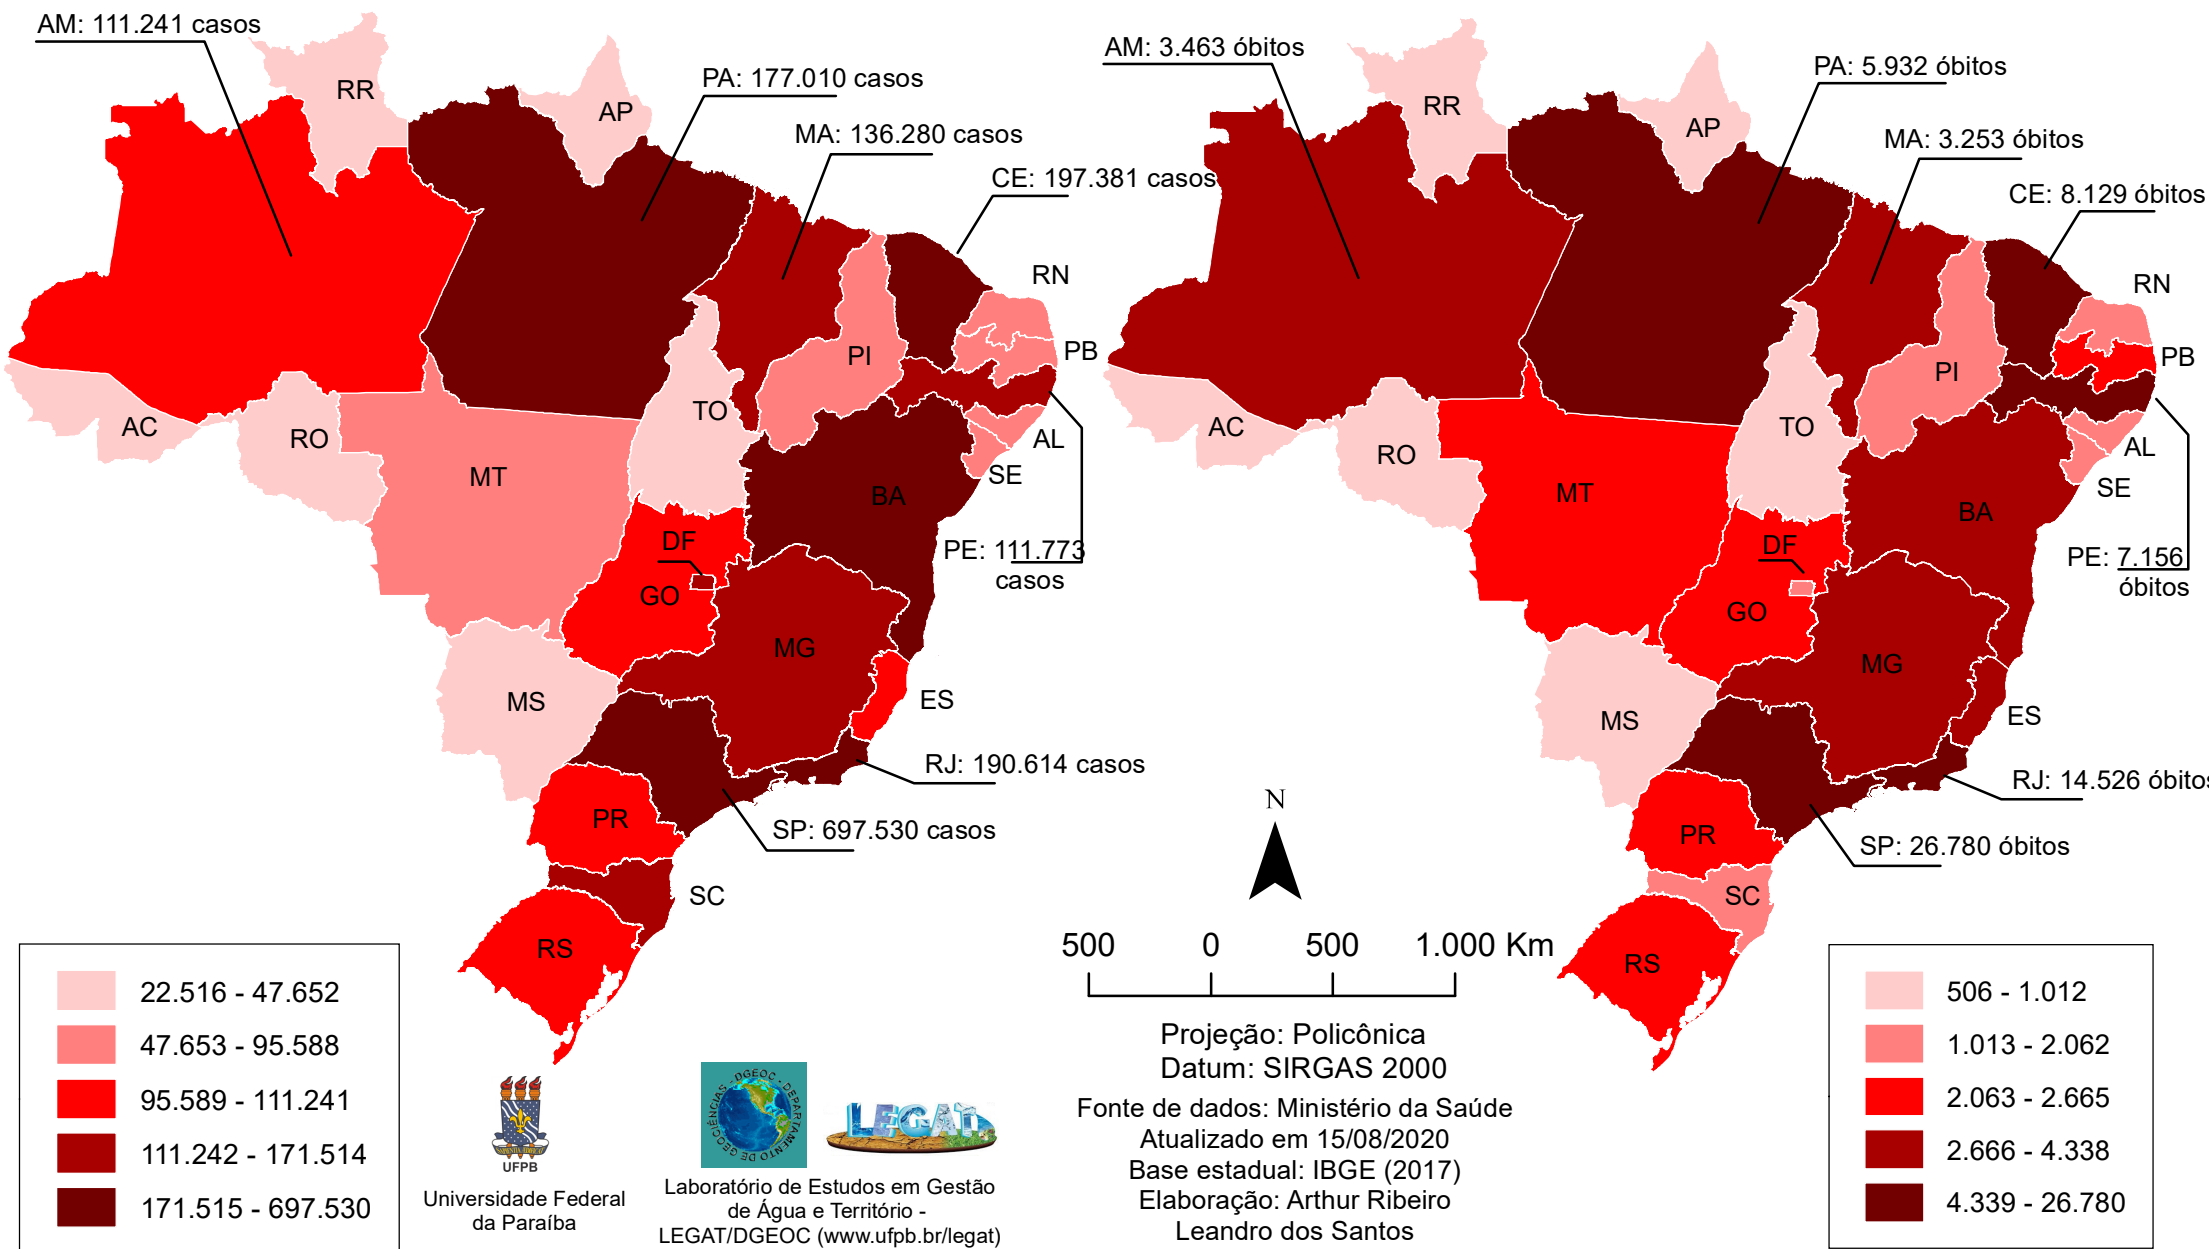 AM: 111.241 casos
RR
AP
PA: 177.010 casos
MA: 136.280 casos
CE: 197.381 casos
RN
PB
PI
TO
AC
RO
MT
AL
SE
BA
PE: 111.773
casos
DF
GO
MG
MS
ES
RJ: 190.614 casos
SP: 697.530 casos
PR
SC
RS
22.516 - 47.652
47.653 - 95.588
95.589 - 111.241
111.242 - 171.514
171.515 - 697.530
AM: 3.463 óbitos
RR
AP
PA: 5.932 óbitos
MA: 3.253 óbitos
CE: 8.129 óbitos
RN
PB
PI
TO
AC
RO
MT
AL
SE
BA
PE: 7.156
óbitos
DF
GO
MG
MS
ES
RJ: 14.526 óbitos
SP: 26.780 óbitos
PR
SC
RS
506 - 1.012
1.013 - 2.062
2.063 - 2.665
2.666 - 4.338
4.339 - 26.780
N
500 0 500 1.000 Km
Projeção: Policônica
Datum: SIRGAS 2000
Fonte de dados: Ministério da Saúde
Atualizado em 15/08/2020
Base estadual: IBGE (2017)
Elaboração: Arthur Ribeiro
Leandro dos Santos
UFPB
Universidade Federal
da Paraíba
DGEOC - DEPARTAMENTO DE GEOCIÊNCIAS -
LEGAT
Laboratório de Estudos em Gestão
de Água e Território -
LEGAT/DGEOC (www.ufpb.br/legat)